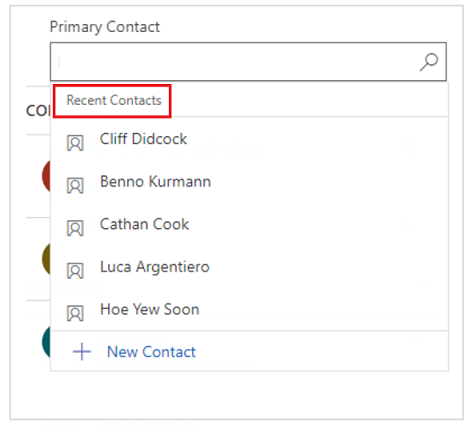 Primary Contact
Recent Contacts
CO
Cliff Didcock
Benno Kurmann
Cathan Cook
Luca Argentiero
Hoe Yew Soon
New Contact